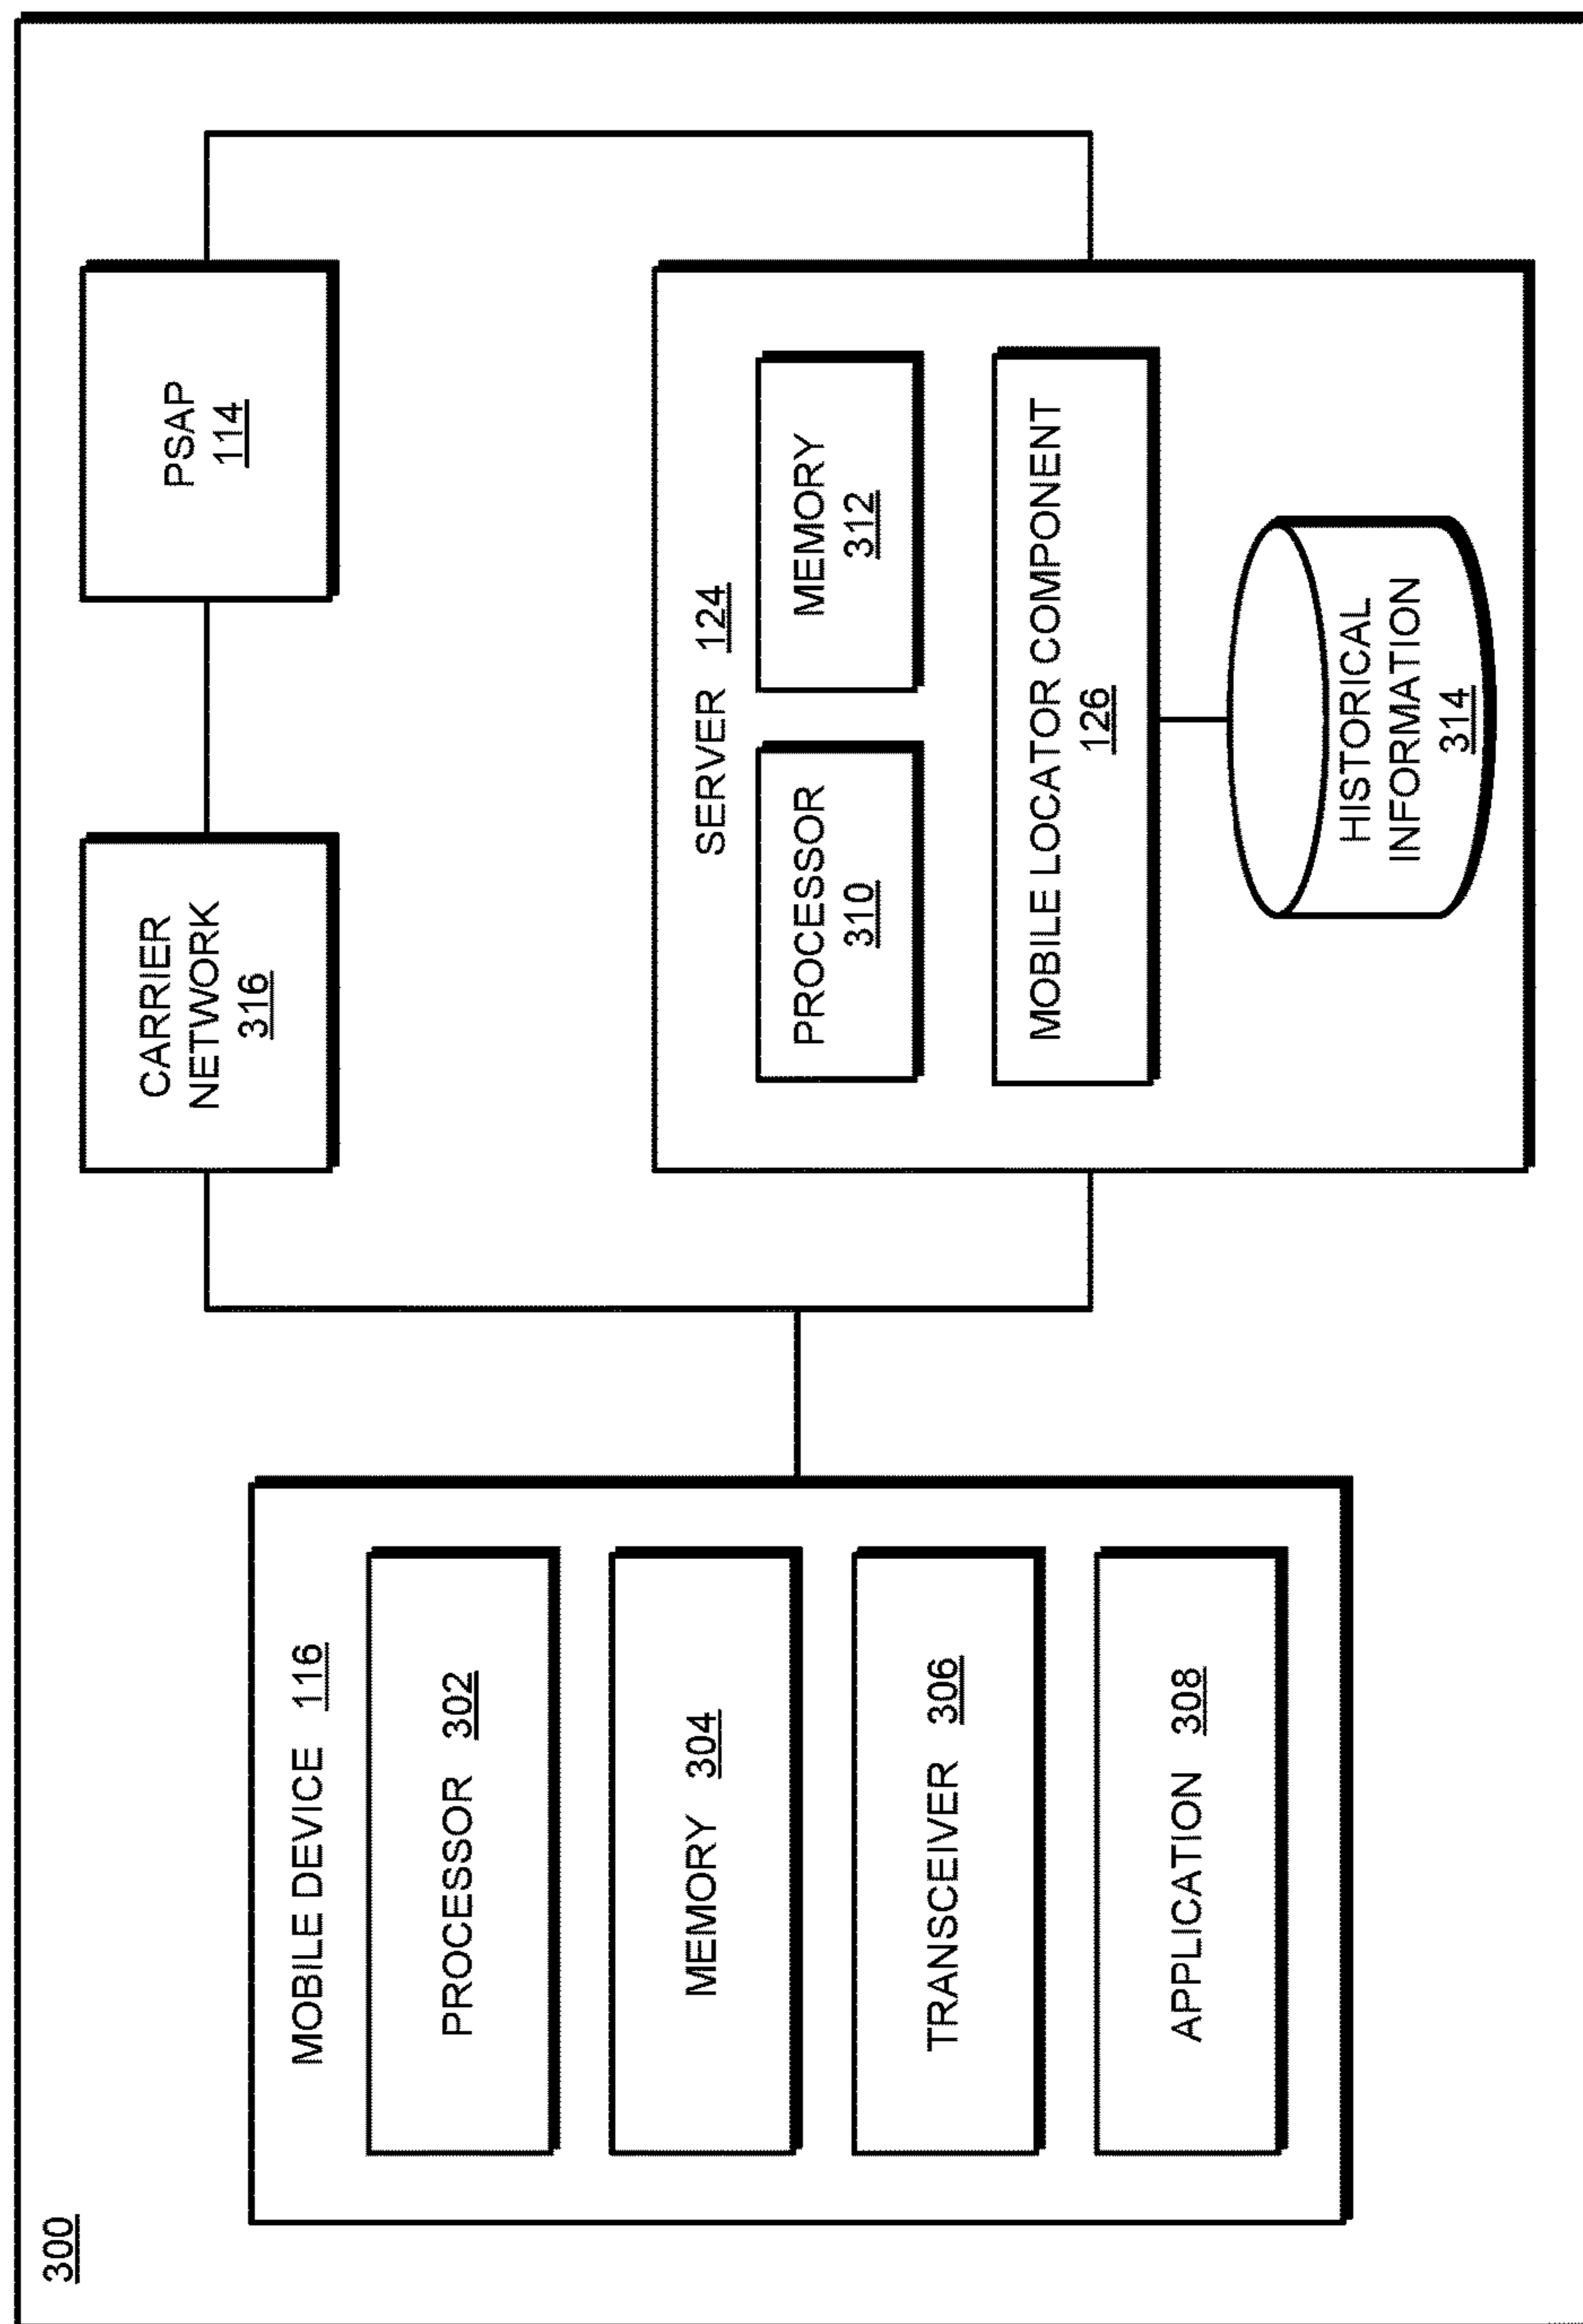 300
MOBILE DEVICE 116
PROCESSOR 302
MEMORY 304
TRANSCEIVER 306
APPLICATION 308
CARRIER
NETWORK
316
PSAP
114
SERVER 124
PROCESSOR
310
MEMORY
312
MOBILE LOCATOR COMPONENT
126
HISTORICAL
INFORMATION
314